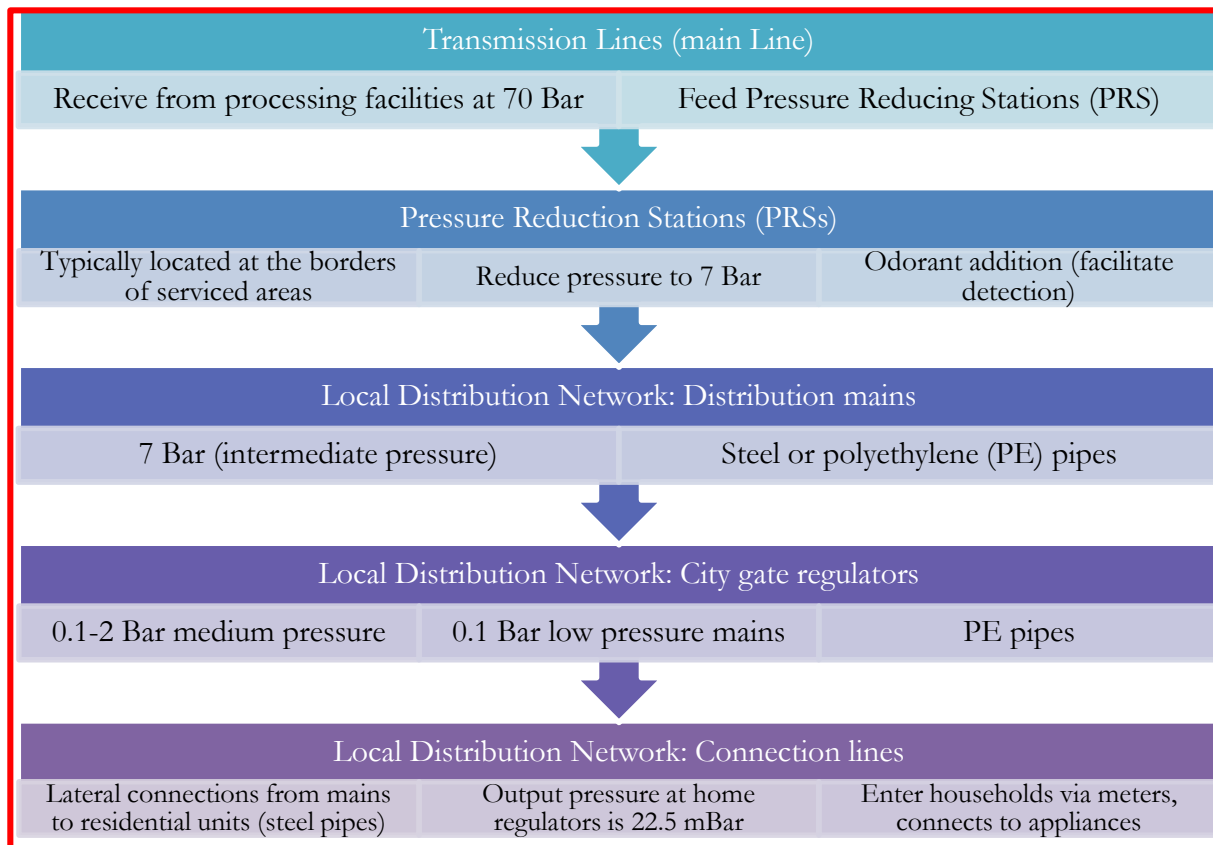 Transmission Lines (main Line)
Receive from processing facilities at 70 Bar
Feed Pressure Reducing Stations (PRS)
Pressure Reduction Stations (PRSs)
Typically located at the borders
of serviced areas
Reduce pressure to 7 Bar
Odorant addition (facilitate
detection)
Local Distribution Network: Distribution mains
7 Bar (intermediate pressure)
Steel or polyethylene (PE) pipes
Local Distribution Network: City gate regulators
0.1-2 Bar medium pressure
0.1 Bar low pressure mains
PE pipes
Local Distribution Network: Connection lines
Lateral connections from mains
to residential units (steel pipes)
Output pressure at home
regulators is 22.5 mBar
Enter households via meters,
connects to appliances